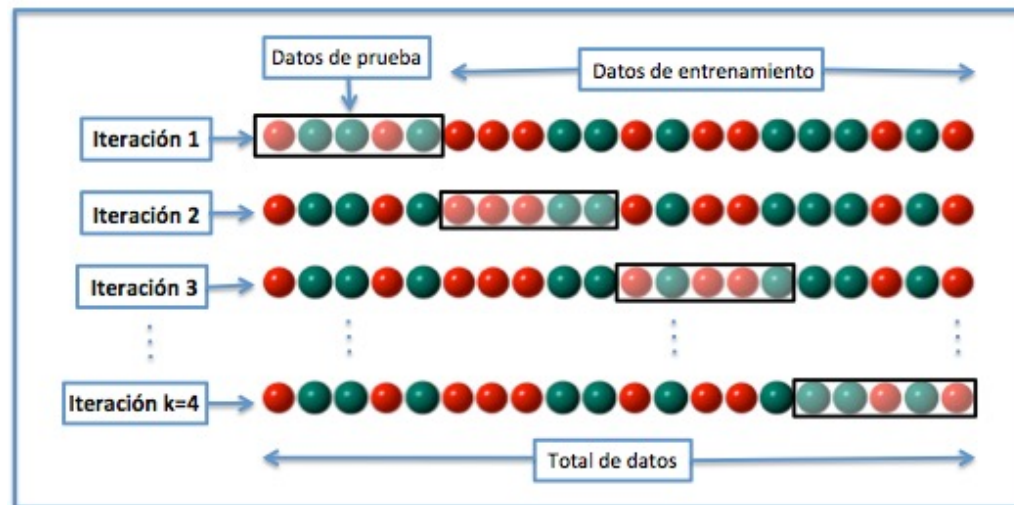 Datos de prueba
Datos de entrenamiento
Iteración 1
Iteración 2
Iteración 3
Iteración k=4
Total de datos